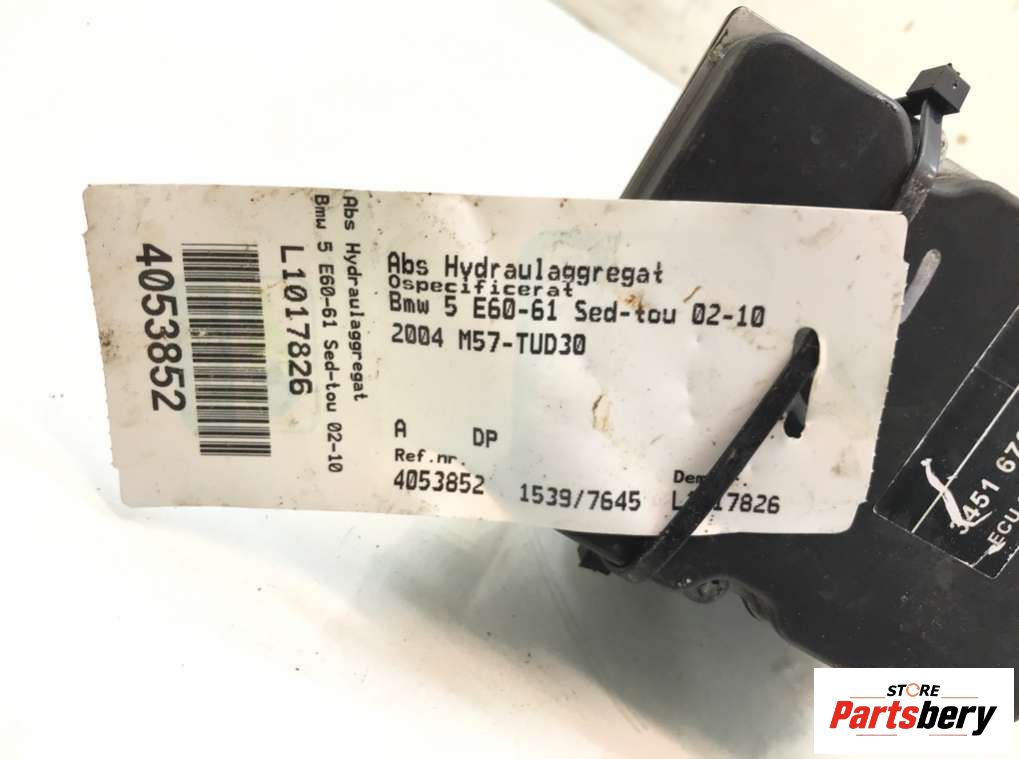 Abs Hydraulaggregat
Ospecificerat
Bmw 5 E60-61 Sed-tou 02-10
2004 M57-TUD30
A DP
Ref.nr.
4053852 1539/7645
Abs Hydraulaggregat
Bmw 5 E60-61 Sed-tou 02-10
L1017826
4053852
ECU
STORE
Partsbery